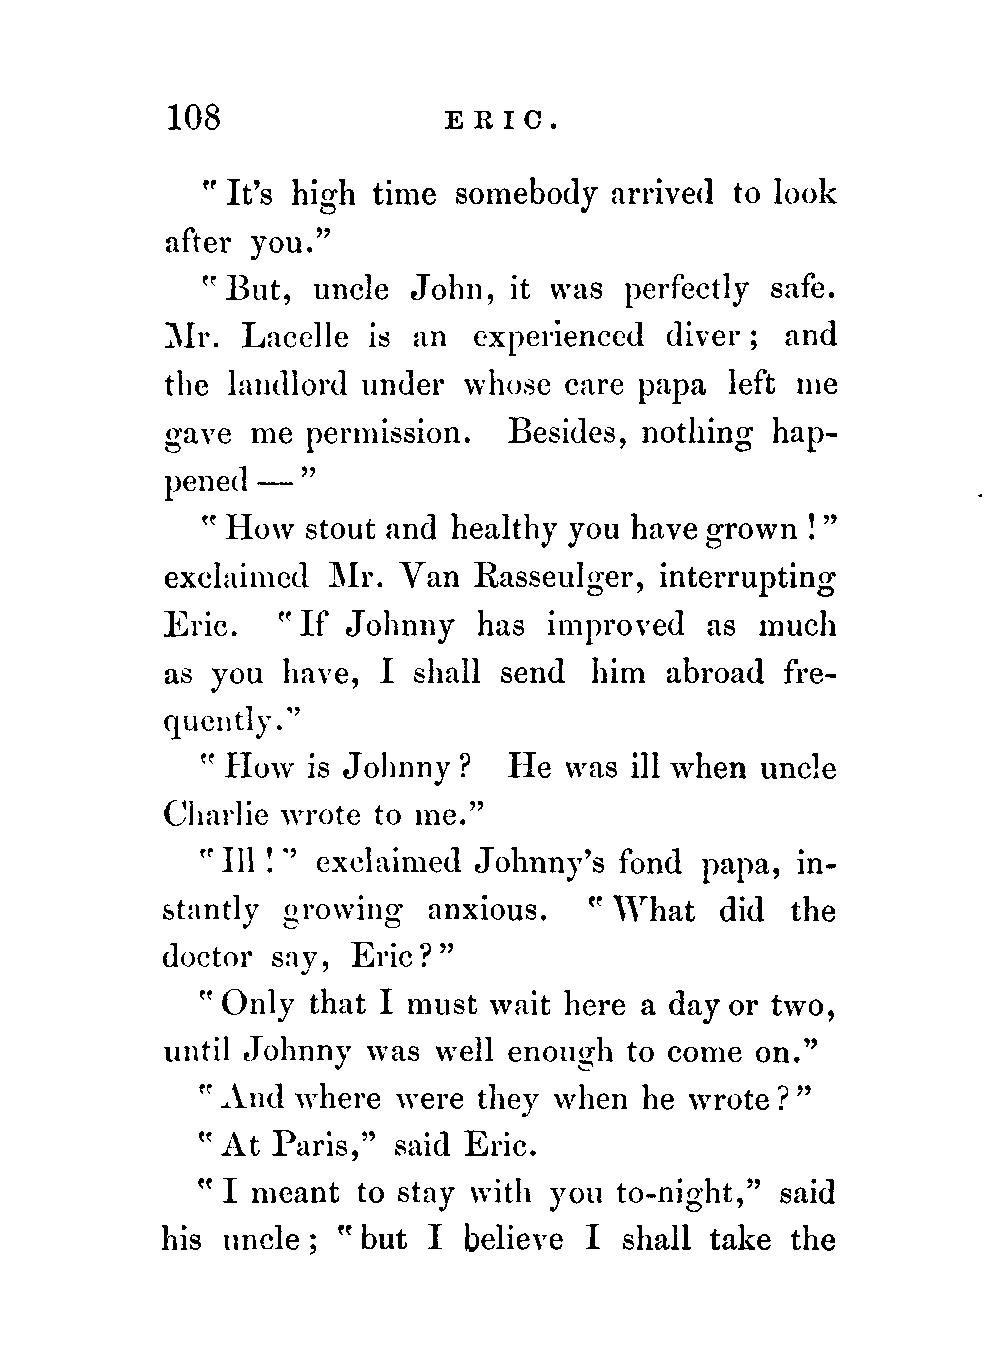 108 ERIC.
"It's high time somebody arrived to look
after you."
"But, uncle John, it was perfectly safe.
Mr. Lacelle is an experienced diver; and
the landlord under whose care papa left me
gave me permission. Besides, nothing hap-
pened — "
"How stout and healthy you have grown!"
exclaimed Mr. Van Rasseulger, interrupting
Eric. "If Johnny has improved as much
as you have, I shall send him abroad fre-
quently."
"How is Johnny? He was ill when uncle
Charlie wrote to me."
"Ill!" exclaimed Johnny's fond papa, in-
stantly growing anxious. "What did the
doctor say, Eric?"
"Only that I must wait here a day or two,
until Johnny was well enough to come on."
"And where were they when he wrote?"
"At Paris," said Eric.
"I meant to stay with you to-night," said
his uncle; "but I believe I shall take the